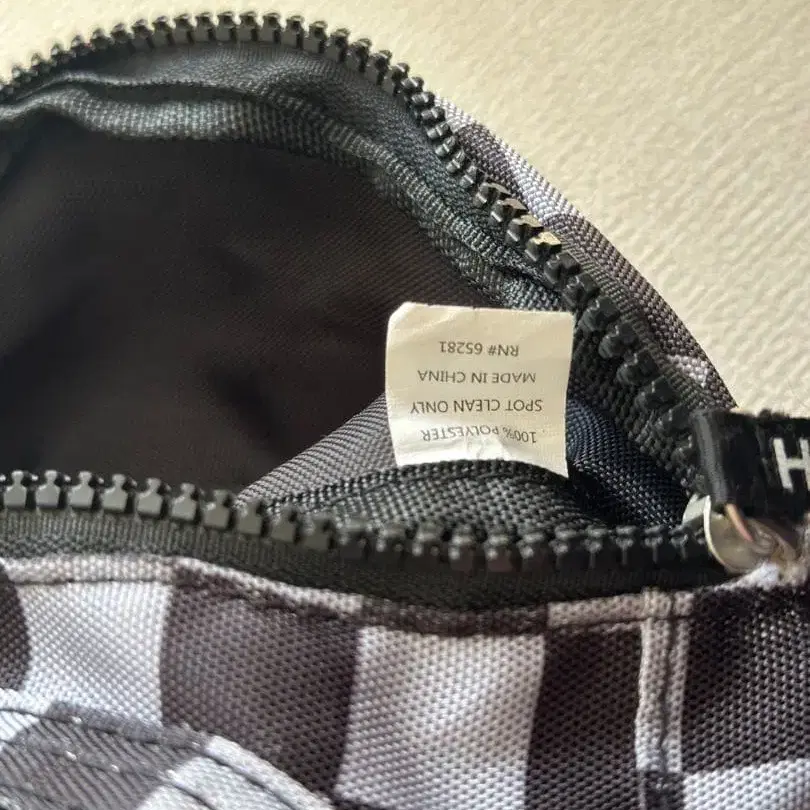 100% POLYESTER
SPOT CLEAN ONLY
MADE IN CHINA
RN# 65281
H